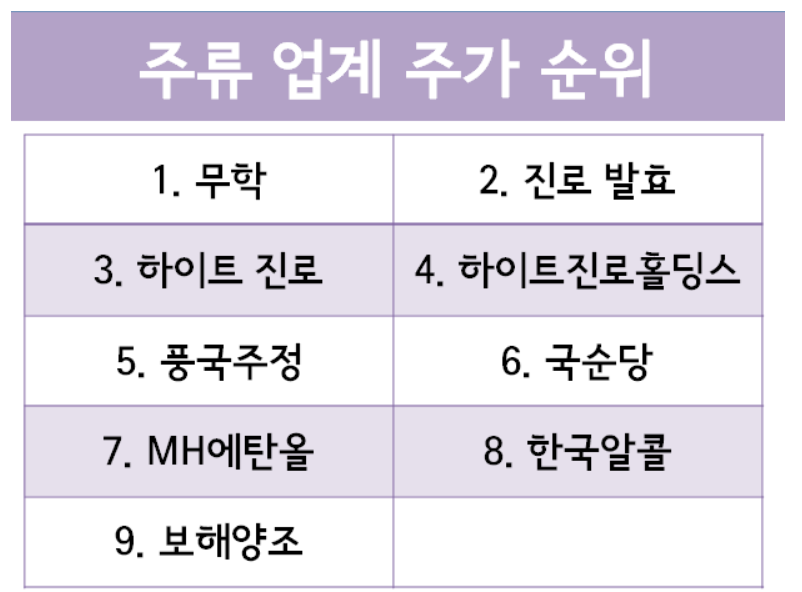 주류 업계 주가 순위
1. 무학
2. 진로 발효
3. 하이트 진로
4. 하이트진로홀딩스
5. 풍국주정
6. 국순당
7. MH에탄올
8. 한국알콜
9. 보해양조